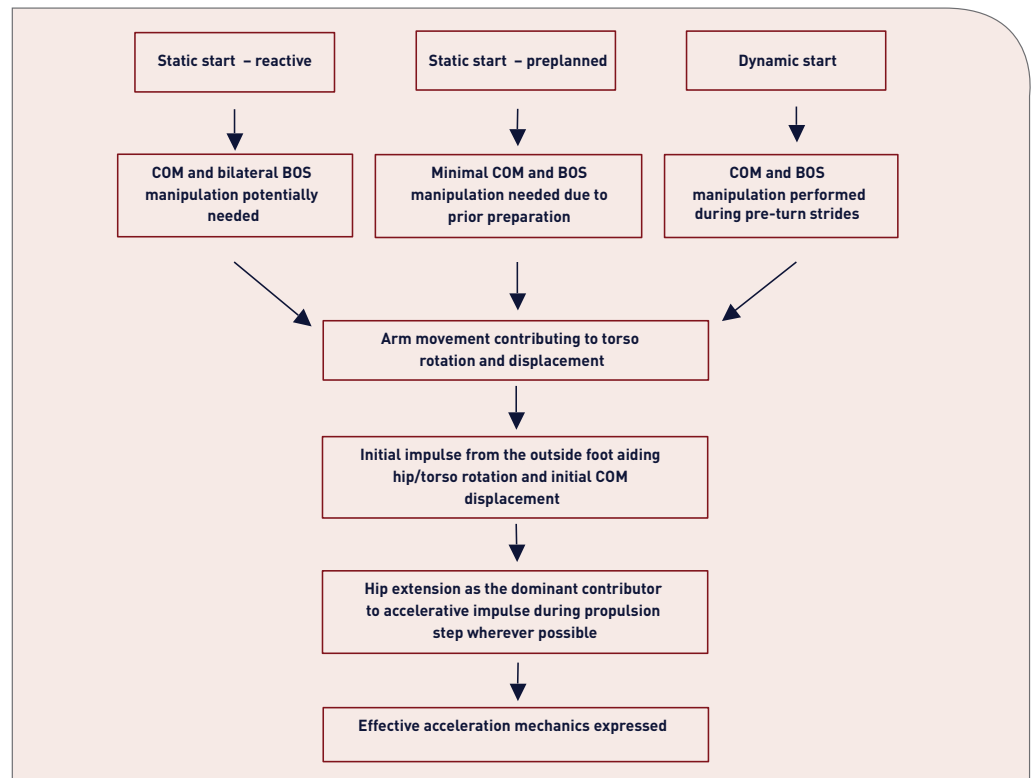 Static start – reactive
Static start – preplanned
Dynamic start
COM and bilateral BOS
manipulation potentially
needed
Minimal COM and BOS
manipulation needed due to
prior preparation
COM and BOS
manipulation performed
during pre-turn strides
Arm movement contributing to torso
rotation and displacement
Initial impulse from the outside foot aiding
hip/torso rotation and initial COM
displacement
Hip extension as the dominant contributor
to accelerative impulse during propulsion
step wherever possible
Effective acceleration mechanics expressed